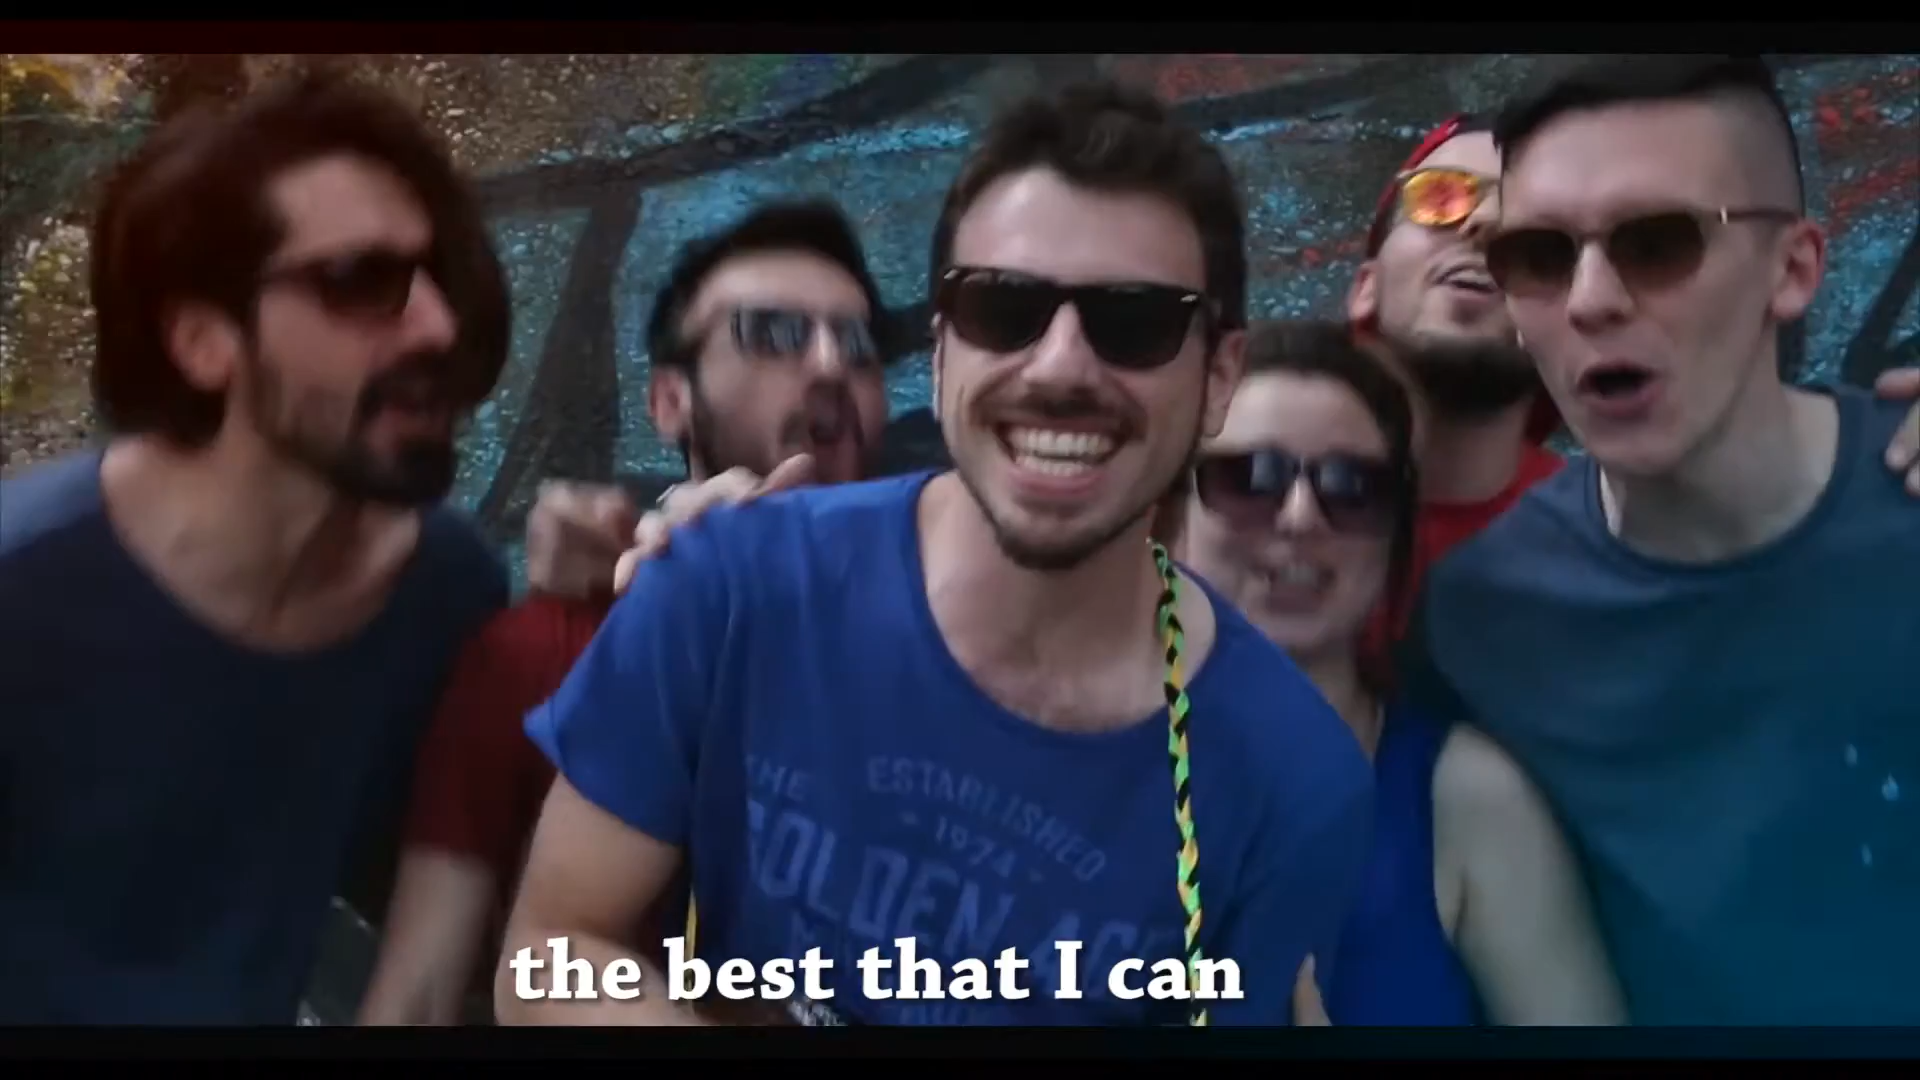 THE ESTABLISHED
- 1974 -
GOLDEN AGE
the best that I can